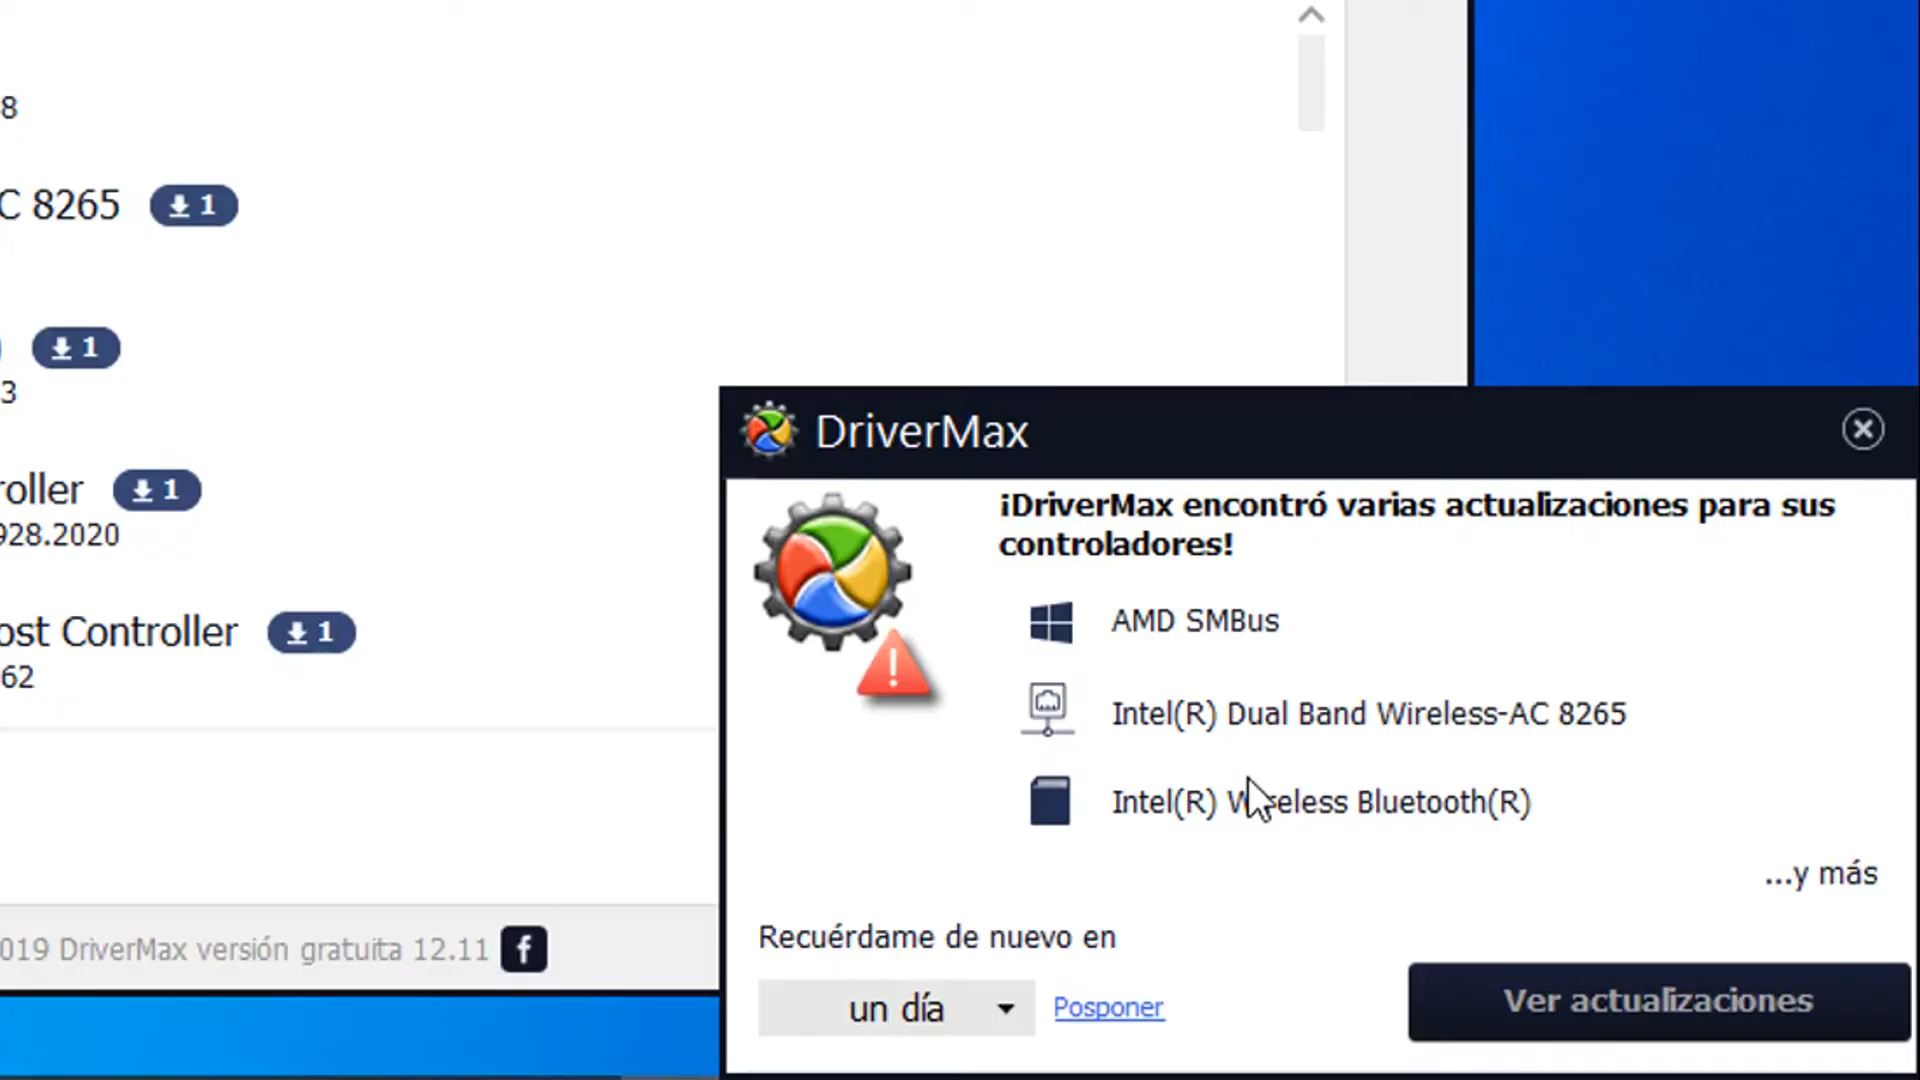 8
C 8265 1
1
3
roller 1
928.2020
ost Controller 1
62
019 DriverMax versión gratuita 12.11 f
DriverMax
¡DriverMax encontró varias actualizaciones para sus
controladores!
AMD SMBus
Intel(R) Dual Band Wireless-AC 8265
Intel(R) Wireless Bluetooth(R)
...y más
Recuérdame de nuevo en
un día Posponer
Ver actualizaciones